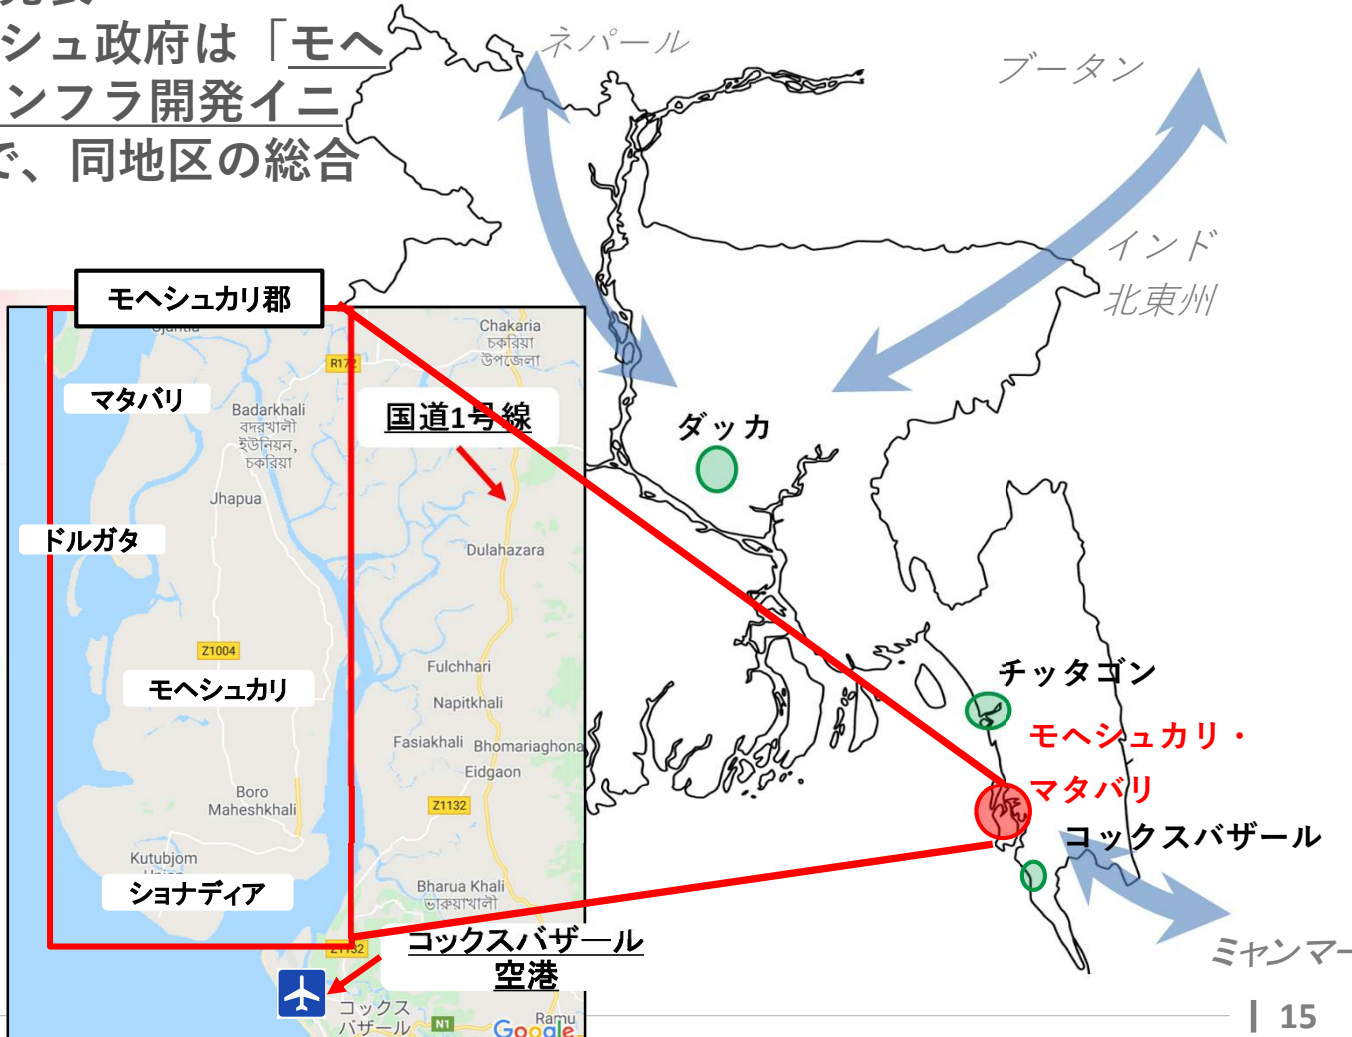 シュ政府は「モヘ
ンフラ開発イニ
で、同地区の総合
ネパール
ブータン
インド
北東州
モヘシュカリ郡
Chakaria
চকরিয়া
উপজেলা
R172
マタバリ
国道1号線
Badarkhali
বদরখালী
ইউনিয়ন,
চকরিয়া
ダッカ
Jhapua
ドルガタ
Dulahazara
Z1004
Fulchhari
モヘシュカリ
Napitkhali
チッタゴン
モヘシュカリ・
マタバリ
Fasiakhali
Bhomariaghona
Eidgaon
Boro
Maheshkhali
Z1132
コックスバザール
Kutubjom
ショナディア
Bharua Khali
ভারুয়াখালী
Z1132
コックスバザール
空港
ミャンマー
コックス
バザール
N1
Ramu
Google
| 15